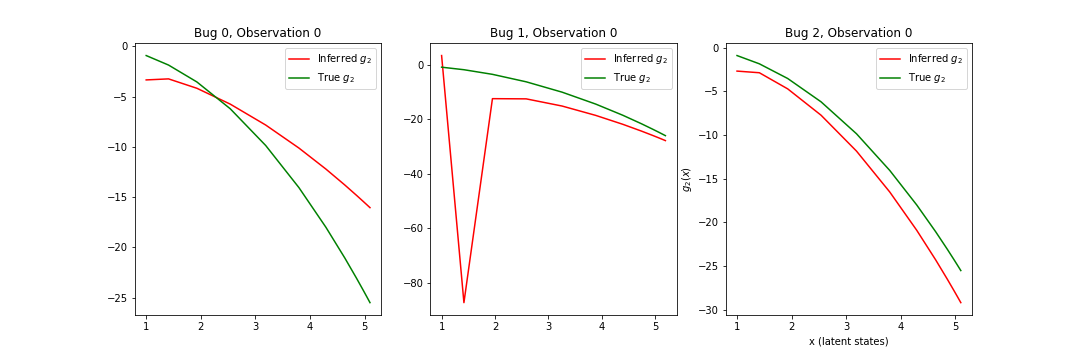 Bug 0, Observation 0
Inferred g₂
True g₂
0
−5
−10
−15
−20
−25
1 2 3 4 5
Bug 1, Observation 0
Inferred g₂
True g₂
0
−20
−40
−60
−80
1 2 3 4 5
Bug 2, Observation 0
Inferred g₂
True g₂
g₂(x)
0
−5
−10
−15
−20
−25
−30
1 2 3 4 5
x (latent states)